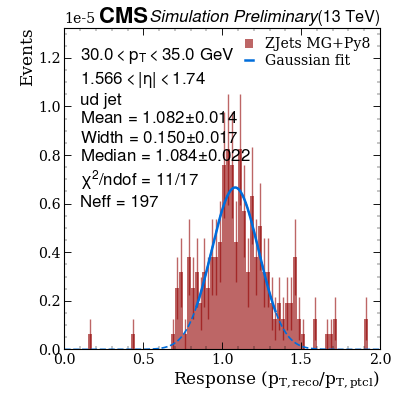 1e-5 CMS Simulation Preliminary (13 TeV)
Events
30.0 < pT < 35.0 GeV
1.566 < |η| < 1.74
ud jet
Mean = 1.082±0.014
Width = 0.150±0.017
Median = 1.084±0.022
χ²/ndof = 11/17
Neff = 197
ZJets MG+Py8
Gaussian fit
1.2
1.0
0.8
0.6
0.4
0.2
0.0
0.0 0.5 1.0 1.5 2.0
Response (pT,reco/pT,ptcl)